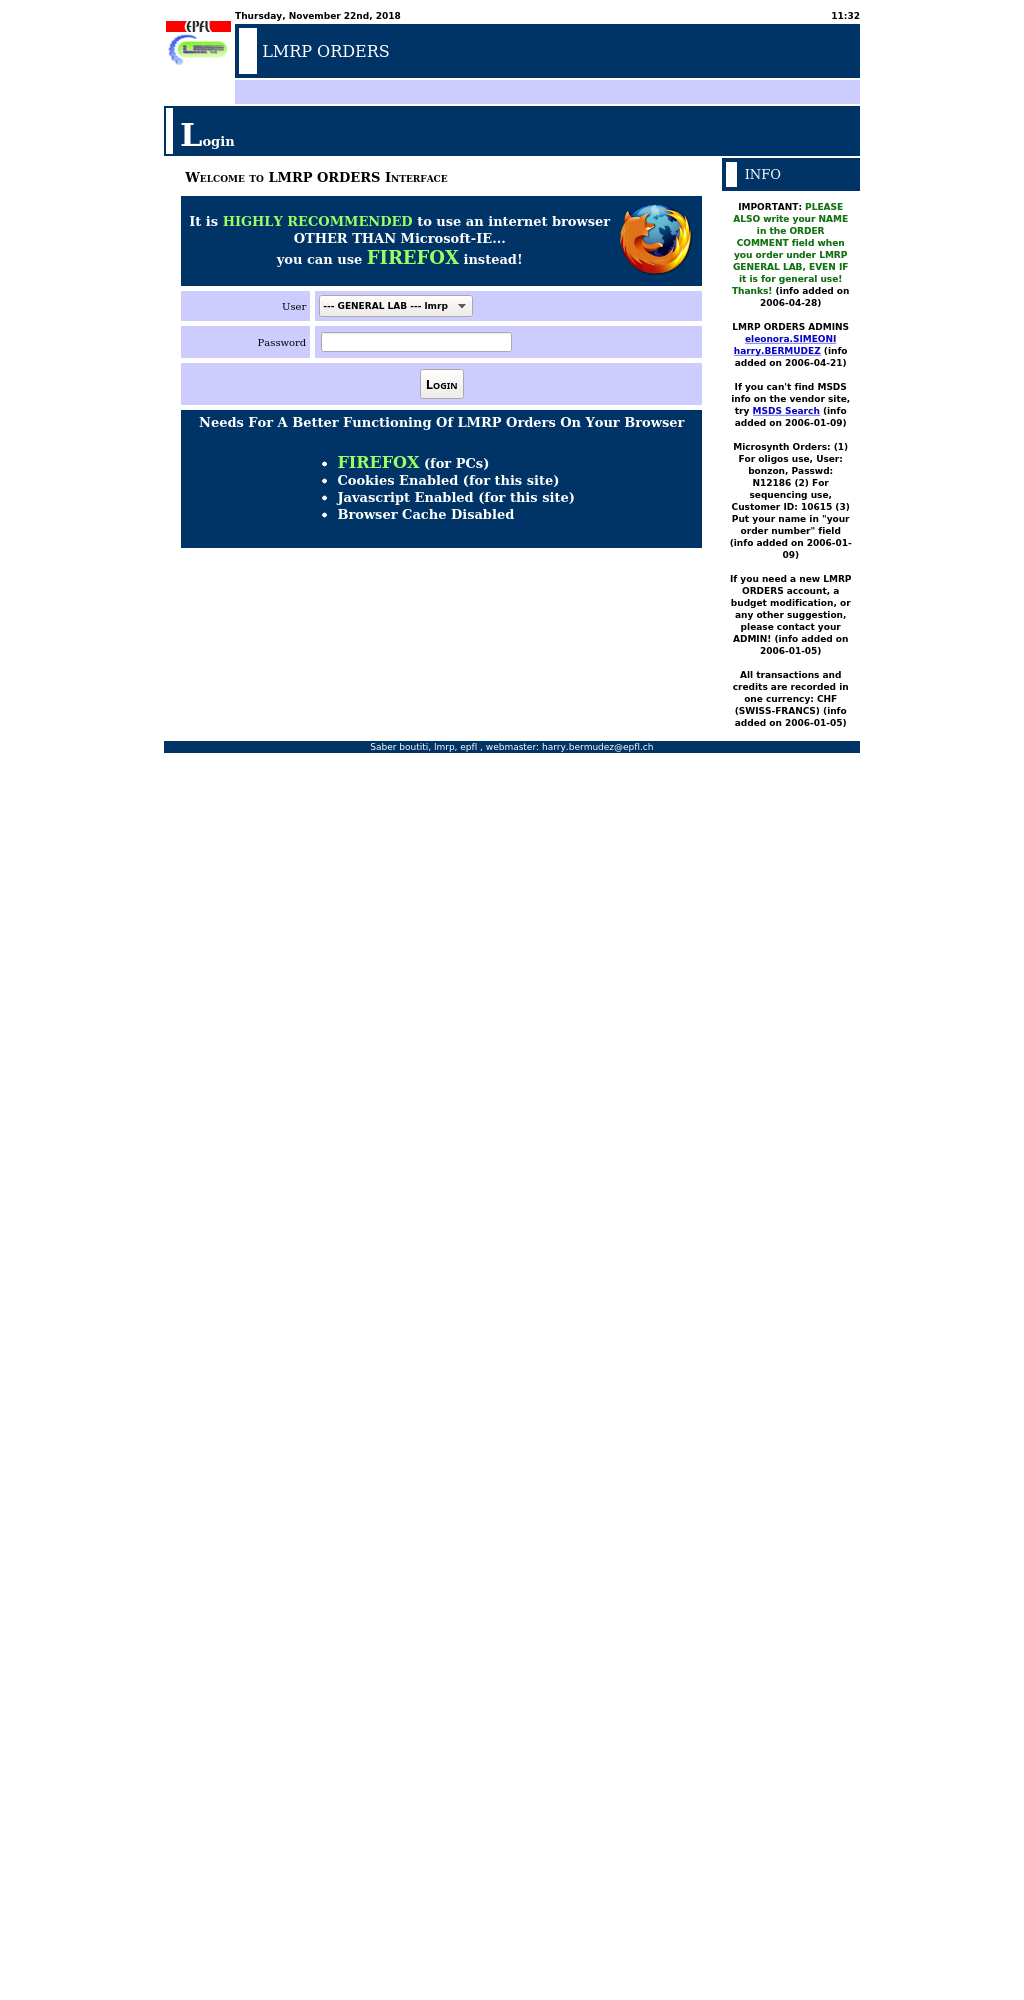 Thursday, November 22nd, 2018 11:32
EPFL
LMRP ORDERS
Login
Welcome to LMRP ORDERS Interface
It is HIGHLY RECOMMENDED to use an internet browser
OTHER THAN Microsoft-IE...
you can use FIREFOX instead!
User
--- GENERAL LAB --- lmrp
Password
Login
Needs For A Better Functioning Of LMRP Orders On Your Browser
• FIREFOX (for PCs)
• Cookies Enabled (for this site)
• Javascript Enabled (for this site)
• Browser Cache Disabled
INFO
IMPORTANT: PLEASE
ALSO write your NAME
in the ORDER
COMMENT field when
you order under LMRP
GENERAL LAB, EVEN IF
it is for general use!
Thanks! (info added on
2006-04-28)
LMRP ORDERS ADMINS
eleonora.SIMEONI
harry.BERMUDEZ (info
added on 2006-04-21)
If you can't find MSDS
info on the vendor site,
try MSDS Search (info
added on 2006-01-09)
Microsynth Orders: (1)
For oligos use, User:
bonzon, Passwd:
N12186 (2) For
sequencing use,
Customer ID: 10615 (3)
Put your name in "your
order number" field
(info added on 2006-01-
09)
If you need a new LMRP
ORDERS account, a
budget modification, or
any other suggestion,
please contact your
ADMIN! (info added on
2006-01-05)
All transactions and
credits are recorded in
one currency: CHF
(SWISS-FRANCS) (info
added on 2006-01-05)
Saber boutiti, lmrp, epfl , webmaster: harry.bermudez@epfl.ch